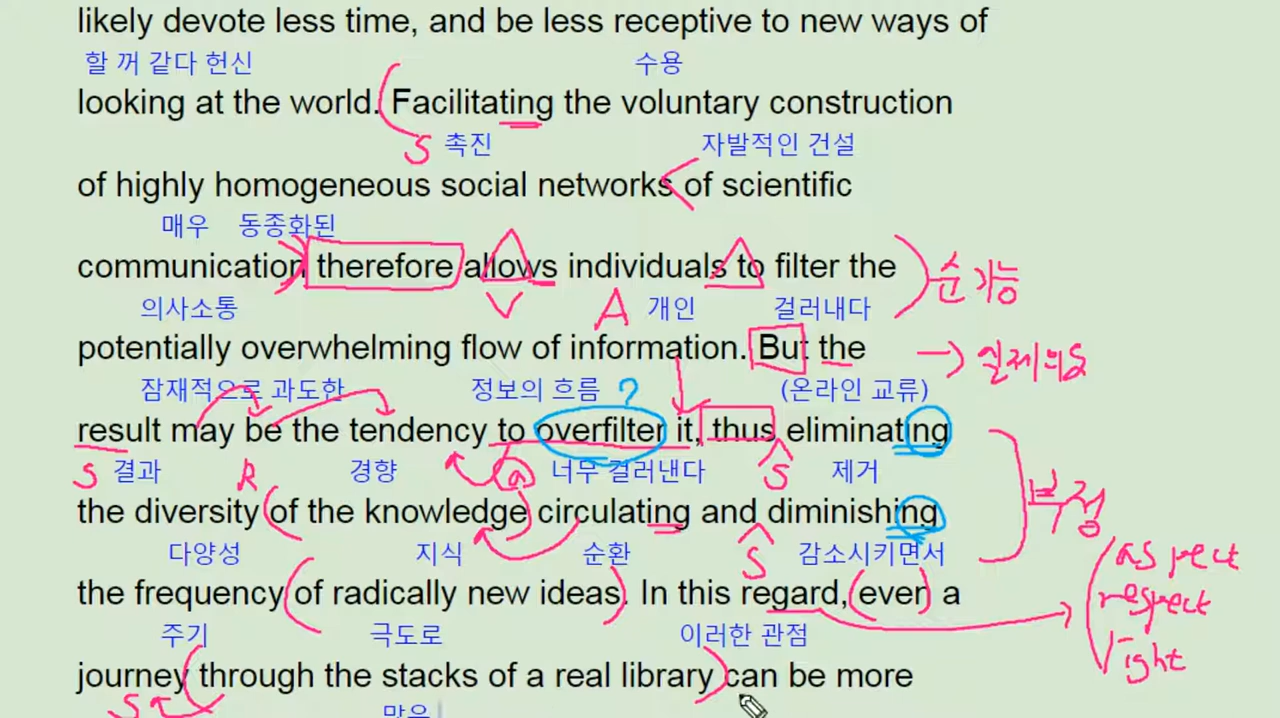 likely devote less time, and be less receptive to new ways of
할 꺼 같다 헌신 수용
looking at the world. Facilitating the voluntary construction
S 촉진 자발적인 건설
of highly homogeneous social networks of scientific
매우 동종화된
communication therefore allows individuals to filter the
순기능
의사소통 V A 개인 걸러내다
potentially overwhelming flow of information. But the
잠재적으로 과도한 정보의 흐름 ? (온라인 교류)
result may be the tendency to overfilter it, thus eliminating
S 결과 경향 너무 걸러낸다 S 제거
the diversity of the knowledge circulating and diminishing
부정
다양성 지식 순환 S 감소시키면서
aspect
the frequency of radically new ideas. In this regard, even a
respect
주기 극도로 이러한 관점
light
journey through the stacks of a real library can be more
S 많은